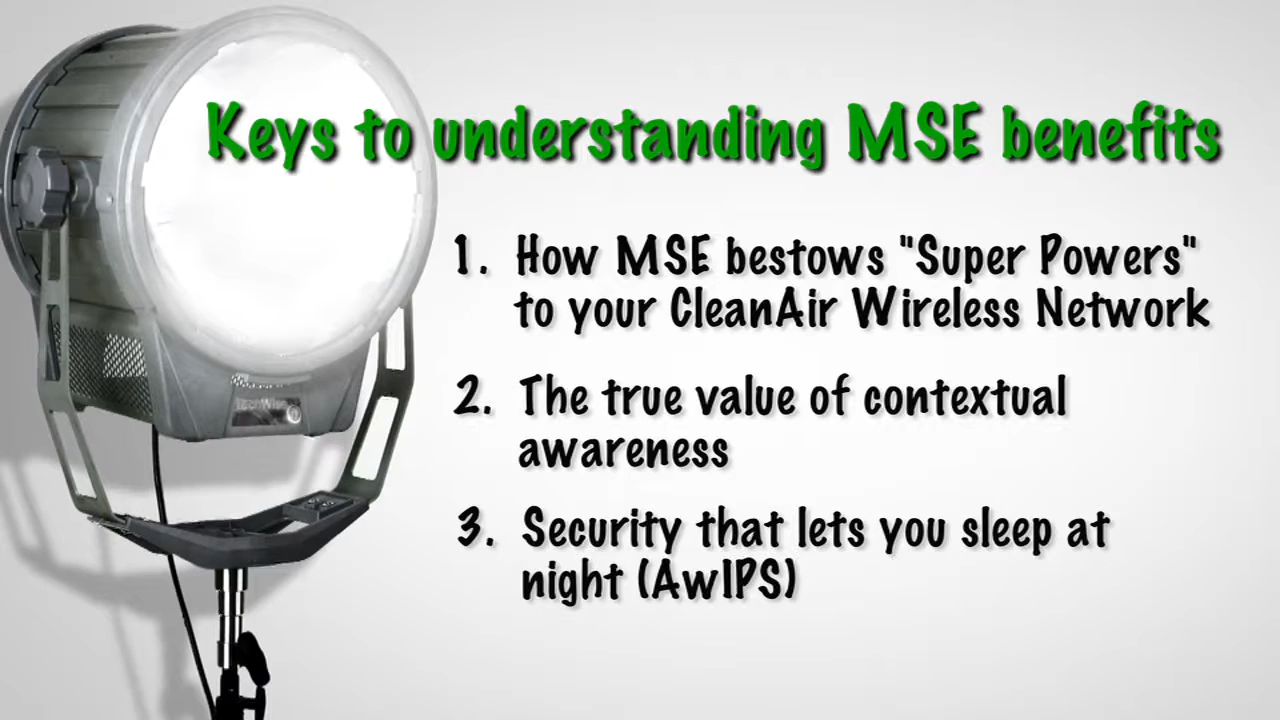 Keys to understanding MSE benefits
1. How MSE bestows "Super Powers"
to your CleanAir Wireless Network
2. The true value of contextual
awareness
3. Security that lets you sleep at
night (AwIPS)
TechWise